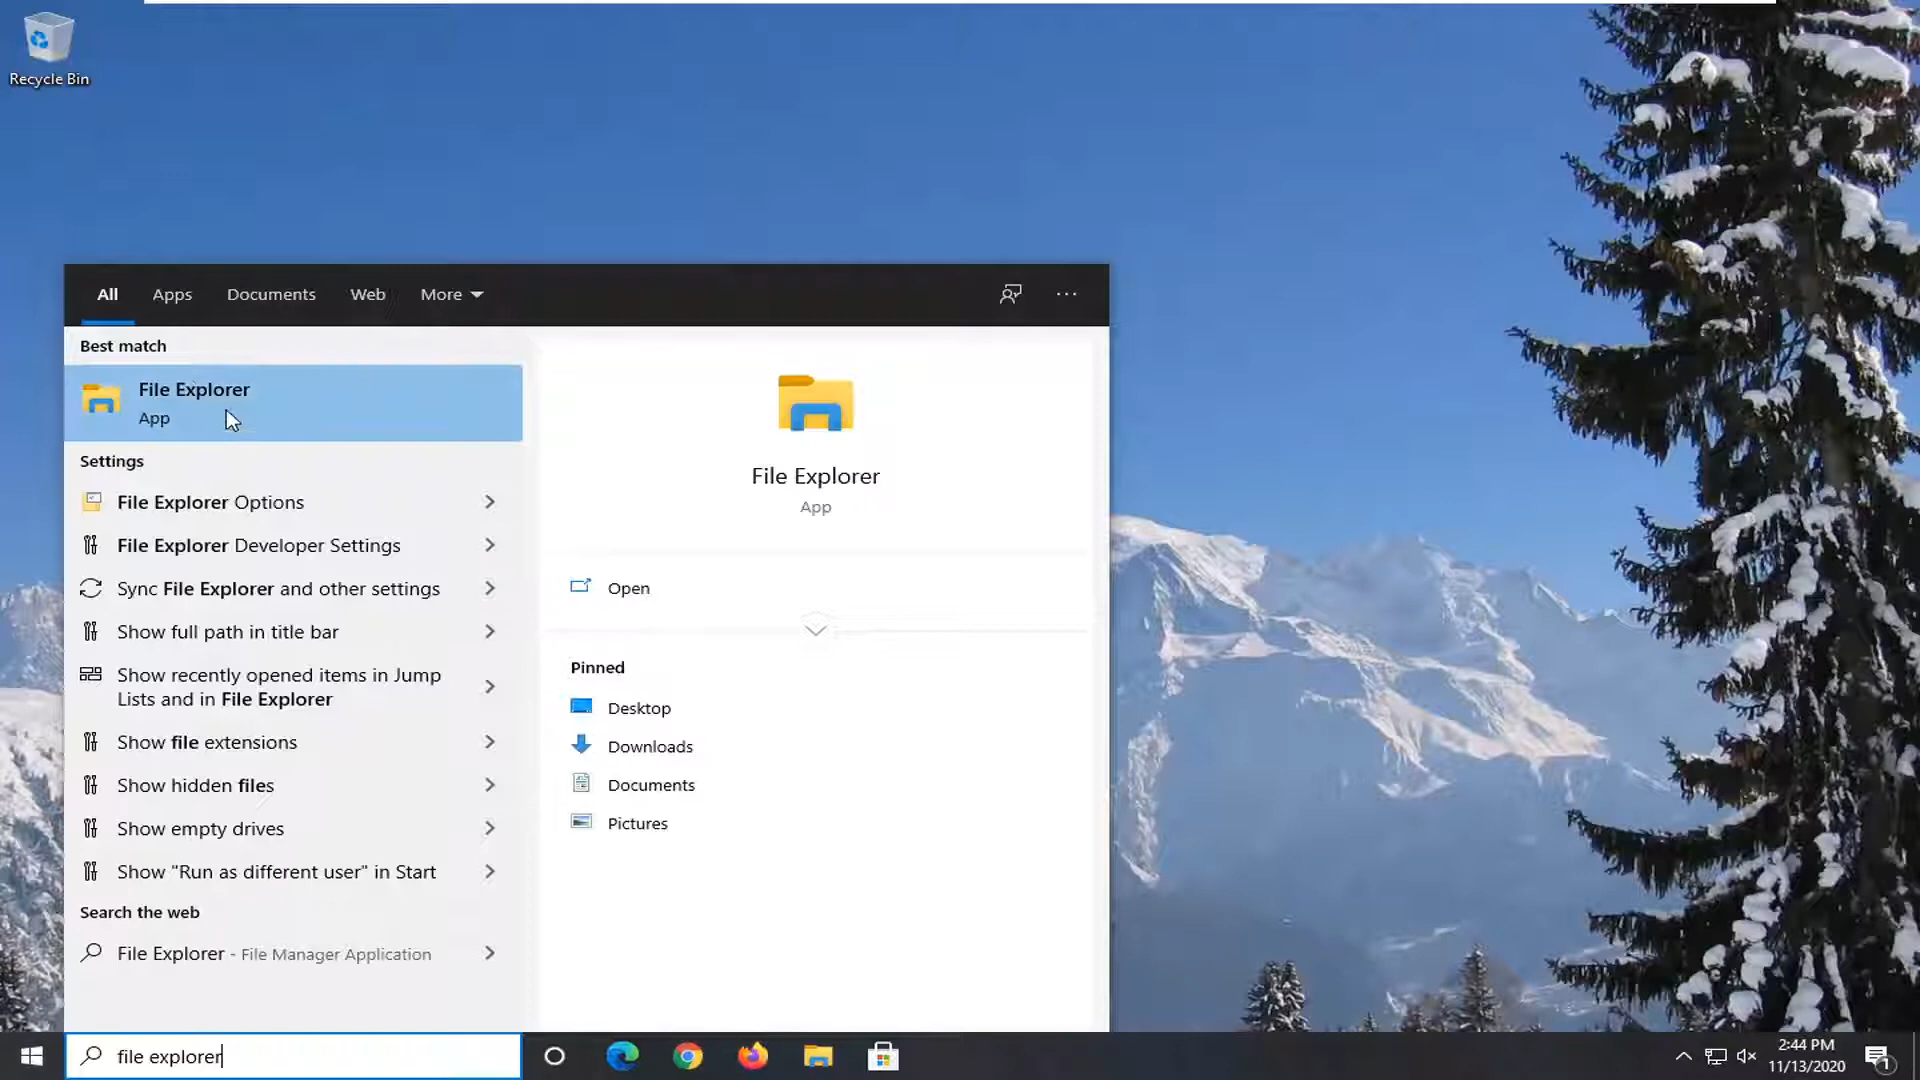 Recycle Bin
All
Apps
Documents
Web
More
Best match
File Explorer
App
Settings
File Explorer Options
File Explorer Developer Settings
Sync File Explorer and other settings
Show full path in title bar
Show recently opened items in Jump
Lists and in File Explorer
Show file extensions
Show hidden files
Show empty drives
Show "Run as different user" in Start
Search the web
File Explorer - File Manager Application
File Explorer
App
Open
Pinned
Desktop
Downloads
Documents
Pictures
file explorer
2:44 PM
11/13/2020
1